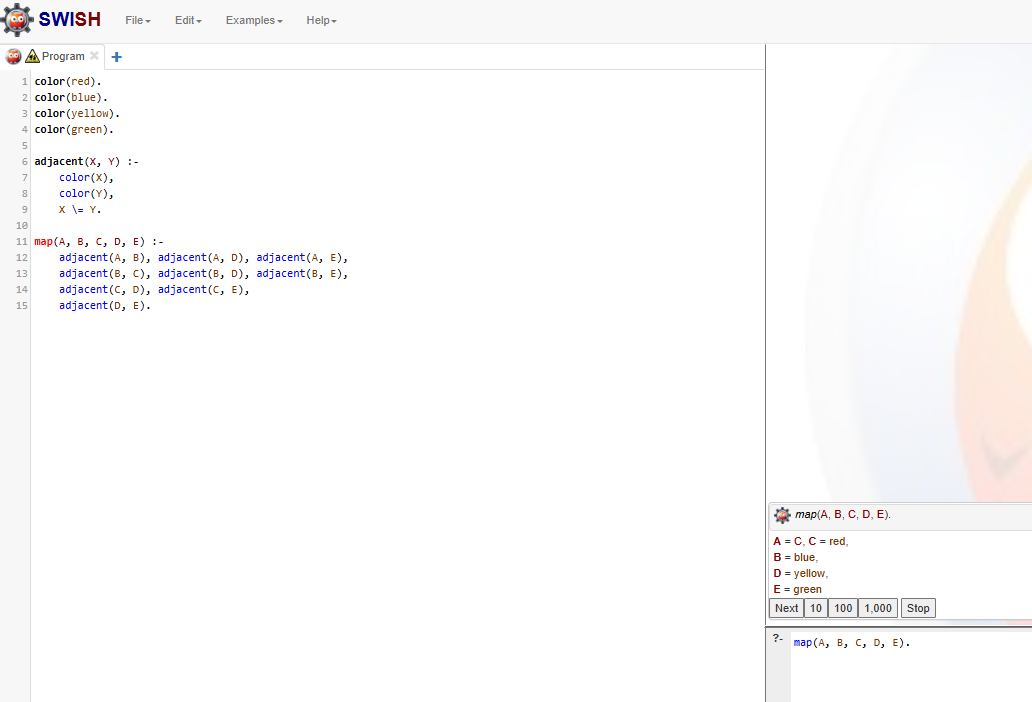 SWISH File Edit Examples Help
Program
1 color(red).
2 color(blue).
3 color(yellow).
4 color(green).
5
6 adjacent(X, Y) :-
7     color(X),
8     color(Y),
9     X \= Y.
10
11 map(A, B, C, D, E) :-
12     adjacent(A, B), adjacent(A, D), adjacent(A, E),
13     adjacent(B, C), adjacent(B, D), adjacent(B, E),
14     adjacent(C, D), adjacent(C, E),
15     adjacent(D, E).
map(A, B, C, D, E).
A = C, C = red,
B = blue,
D = yellow,
E = green
Next 10 100 1,000 Stop
?- map(A, B, C, D, E).